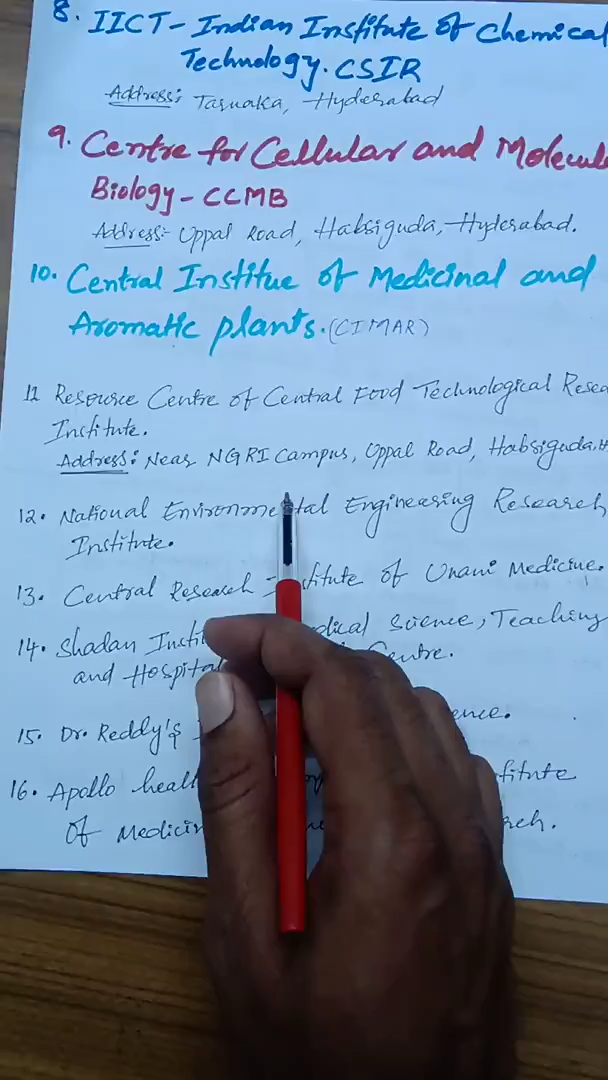 8. IICT - Indian Institute of Chemical
Technology. CSIR
Address: Tarnaka, Hyderabad
9. Centre for Cellular and Molecul
Biology - CCMB
Address:- Uppal Road, Habsiguda, Hyderabad.
10. Central Institue of Medicinal and
Aromatic plants. (CIMAR)
11 Resource Centre of Central Food Technological Resea
Institute.
Address: Near NGRI Campus, Uppal Road, Habsiguda, H
12. National Environmental Engineering Research
Institute.
13. Central Research Institute of Unani Medicine.
14. Shadan Insti dical Science, Teaching
and Hospital Centre.
15. Dr. Reddy's ence.
16. Apollo heal stitute
of Medicin rch.